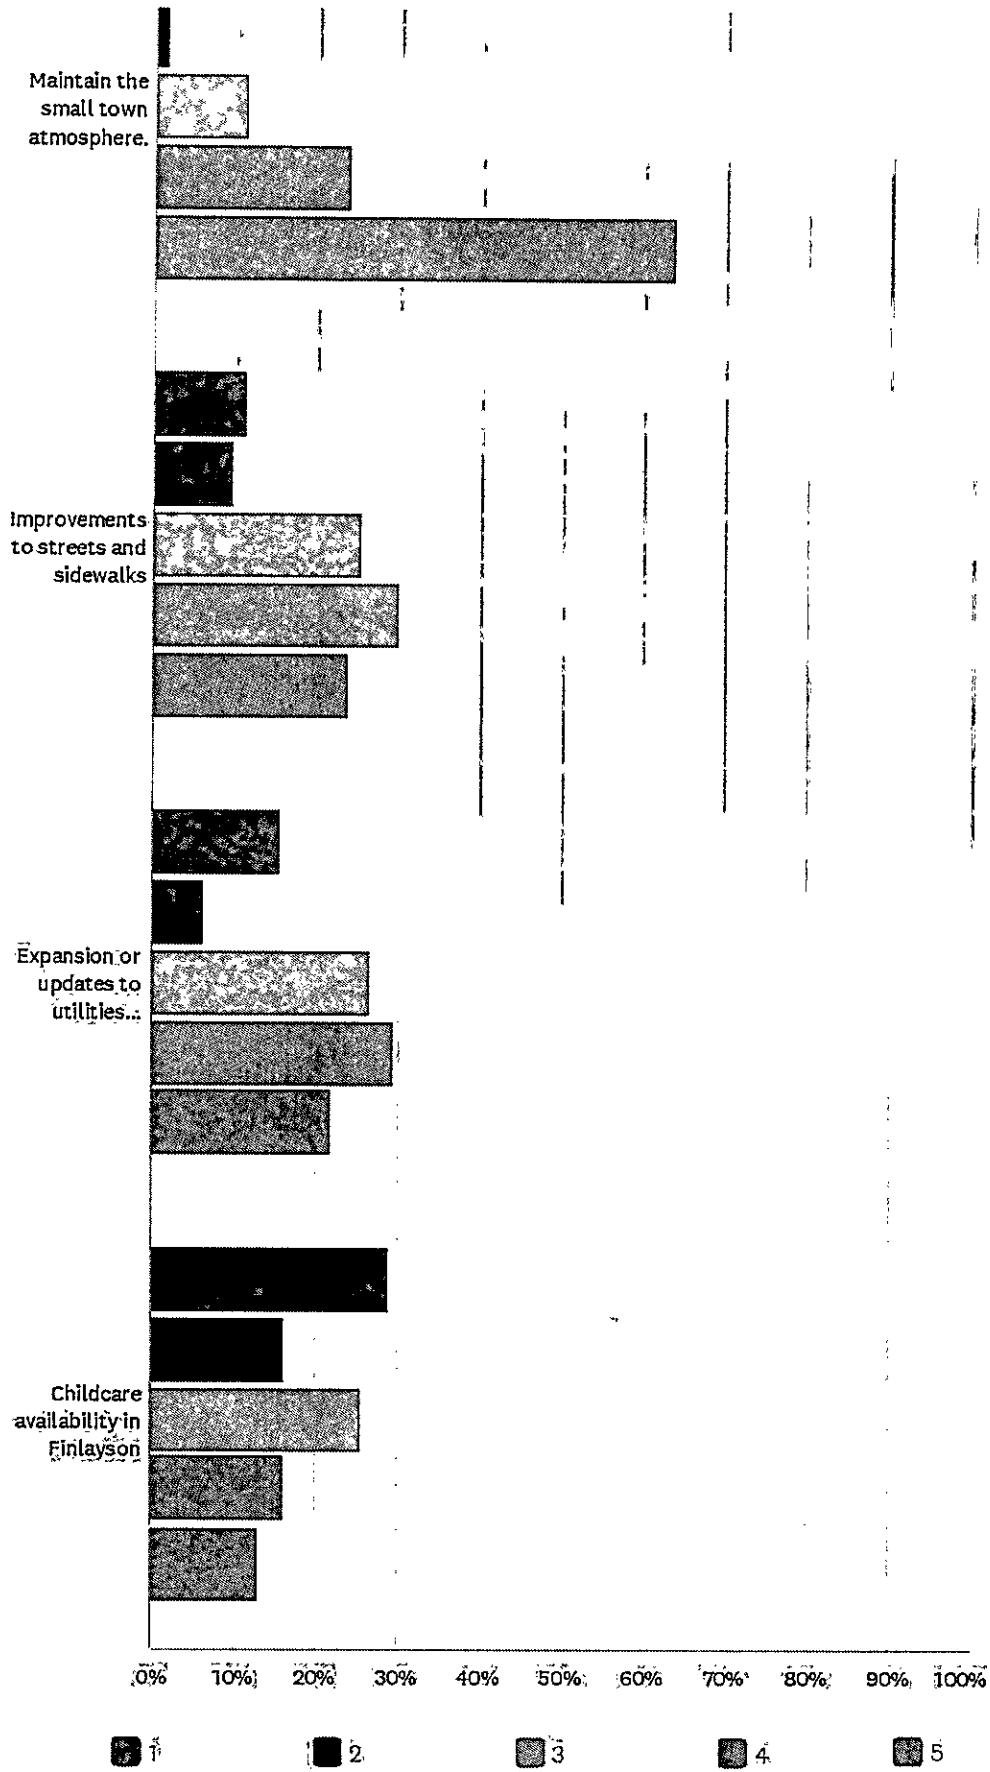 Maintain the
small town
atmosphere.
Improvements
to streets and
sidewalks
Expansion or
updates to
utilities...
Childcare
availability in
Finlayson
0% 10% 20% 30% 40% 50% 60% 70% 80% 90% 100%
1 2 3 4 5